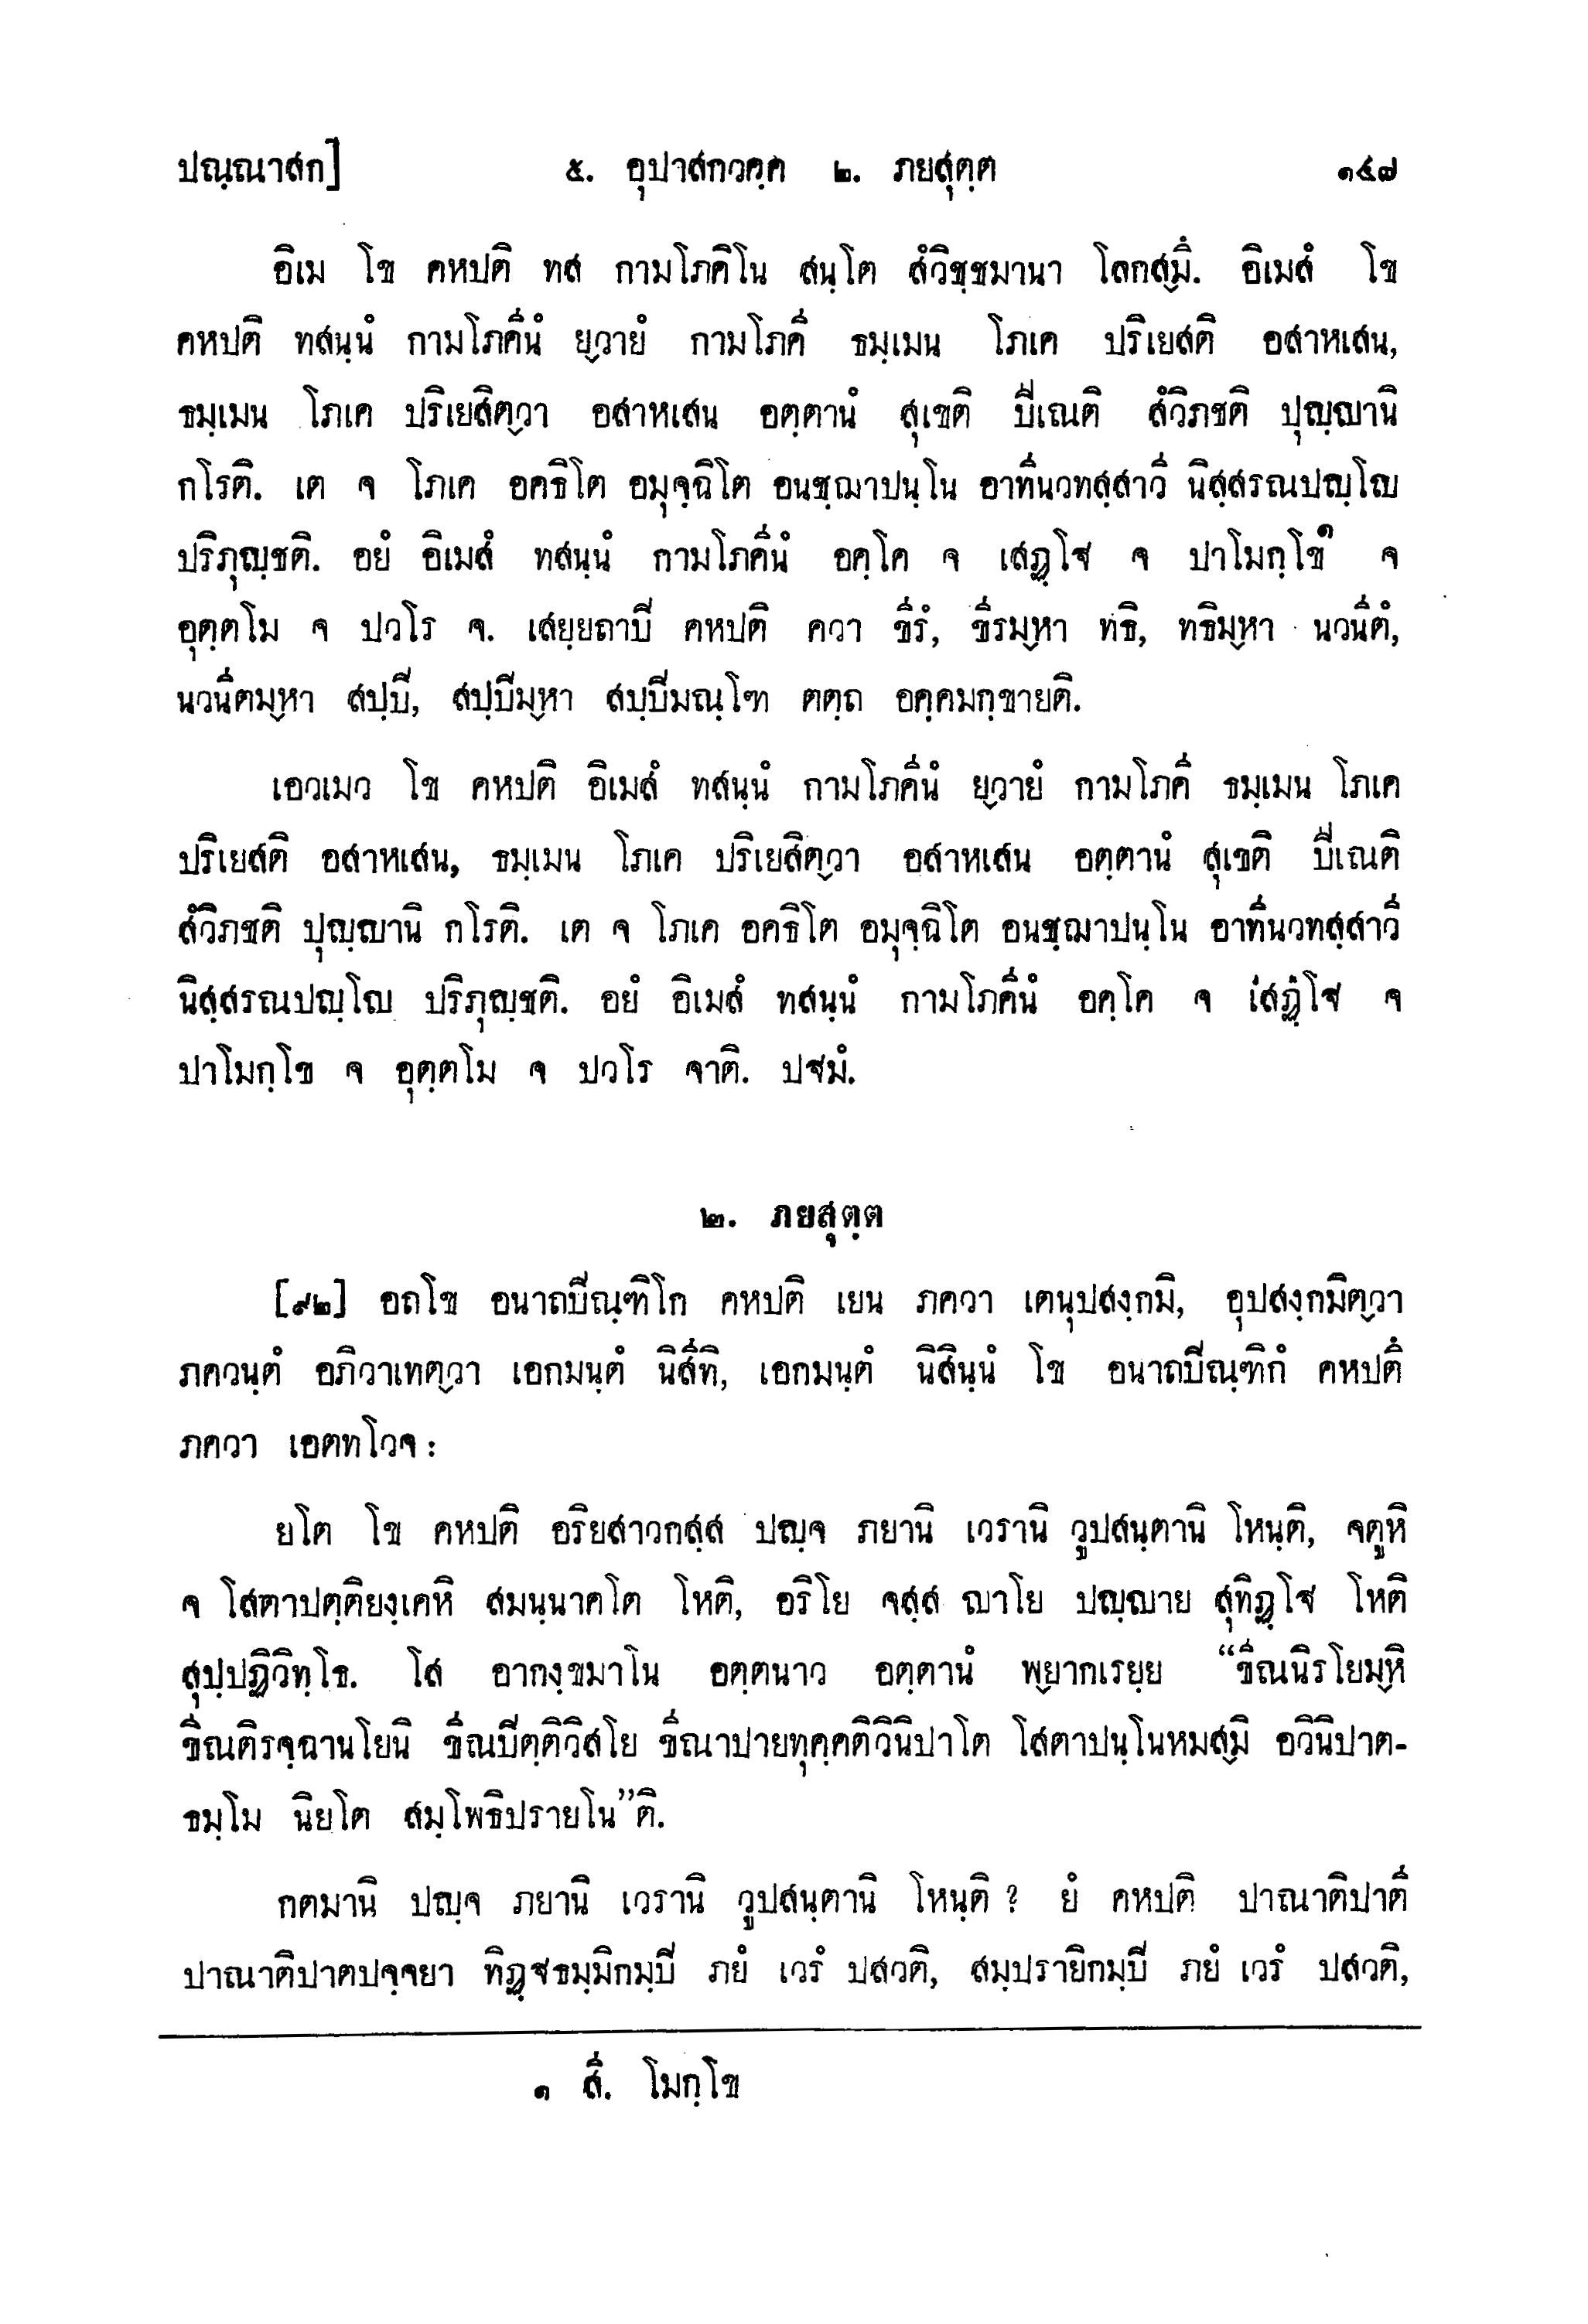 ปณฺณาสก] ๕. อุปาสกวคฺค ๒. ภยสุตฺต ๑๔๗
อิเม โข คหปติ ทส กามโภคิโน สนฺโต สํวิชฺชมานา โลกสฺมึ. อิเมสํ โข
คหปติ ทสนฺนํ กามโภคีนํ ยฺวายํ กามโภคี ธมฺเมน โภเค ปริเยสติ อสาหเสน,
ธมฺเมน โภเค ปริเยสิตฺวา อสาหเสน อตฺตานํ สุเขติ ปีเณติ สํวิภชติ ปุญฺญานิ
กโรติ. เต จ โภเค อคธิโต อมุจฺฉิโต อนชฺฌาปนฺโน อาทีนวทสฺสาวี นิสฺสรณปญฺโญ
ปริภุญฺชติ. อยํ อิเมสํ ทสนฺนํ กามโภคีนํ อคฺโค จ เสฏฺโฐ จ ปาโมกฺโข๑ จ
อุตฺตโม จ ปวโร จ. เสยฺยถาปิ คหปติ ควา ขีรํ, ขีรมฺหา ทธิ, ทธิมฺหา นวนีตํ,
นวนีตมฺหา สปฺปิ, สปฺปิมฺหา สปฺปิมณฺโฑ ตตฺถ อคฺคมกฺขายติ.
เอวเมว โข คหปติ อิเมสํ ทสนฺนํ กามโภคีนํ ยฺวายํ กามโภคี ธมฺเมน โภเค
ปริเยสติ อสาหเสน, ธมฺเมน โภเค ปริเยสิตฺวา อสาหเสน อตฺตานํ สุเขติ ปีเณติ
สํวิภชติ ปุญฺญานิ กโรติ. เต จ โภเค อคธิโต อมุจฺฉิโต อนชฺฌาปนฺโน อาทีนวทสฺสาวี
นิสฺสรณปญฺโญ ปริภุญฺชติ. อยํ อิเมสํ ทสนฺนํ กามโภคีนํ อคฺโค จ เสฏฺโฐ จ
ปาโมกฺโข จ อุตฺตโม จ ปวโร จาติ. ปฐมํ.
๒. ภยสุตฺต
[๙๒] อถโข อนาถปิณฺฑิโก คหปติ เยน ภควา เตนุปสงฺกมิ, อุปสงฺกมิตฺวา
ภควนฺตํ อภิวาเทตฺวา เอกมนฺตํ นิสีทิ, เอกมนฺตํ นิสินฺนํ โข อนาถปิณฺฑิกํ คหปตึ
ภควา เอตทโวจ :
ยโต โข คหปติ อริยสาวกสฺส ปญฺจ ภยานิ เวรานิ วูปสนฺตานิ โหนฺติ, จตูหิ
จ โสตาปตฺติยงฺเคหิ สมนฺนาคโต โหติ, อริโย จสฺส ญาโย ปญฺญาย สุทิฏฺโฐ โหติ
สุปฺปฏิวิทฺโธ. โส อากงฺขมาโน อตฺตนาว อตฺตานํ พฺยากเรยฺย “ขีณนิรโยมฺหิ
ขีณติรจฺฉานโยนิ ขีณปิตฺติวิสโย ขีณาปายทุคฺคติวินิปาโต โสตาปนฺโนหมสฺมิ อวินิปาต-
ธมฺโม นิยโต สมฺโพธิปรายโน”ติ.
กตมานิ ปญฺจ ภยานิ เวรานิ วูปสนฺตานิ โหนฺติ ? ยํ คหปติ ปาณาติปาตี
ปาณาติปาตปจฺจยา ทิฏฺฐธมฺมิกมฺปิ ภยํ เวรํ ปสวติ, สมฺปรายิกมฺปิ ภยํ เวรํ ปสวติ,
๑ สี. โมกฺโข